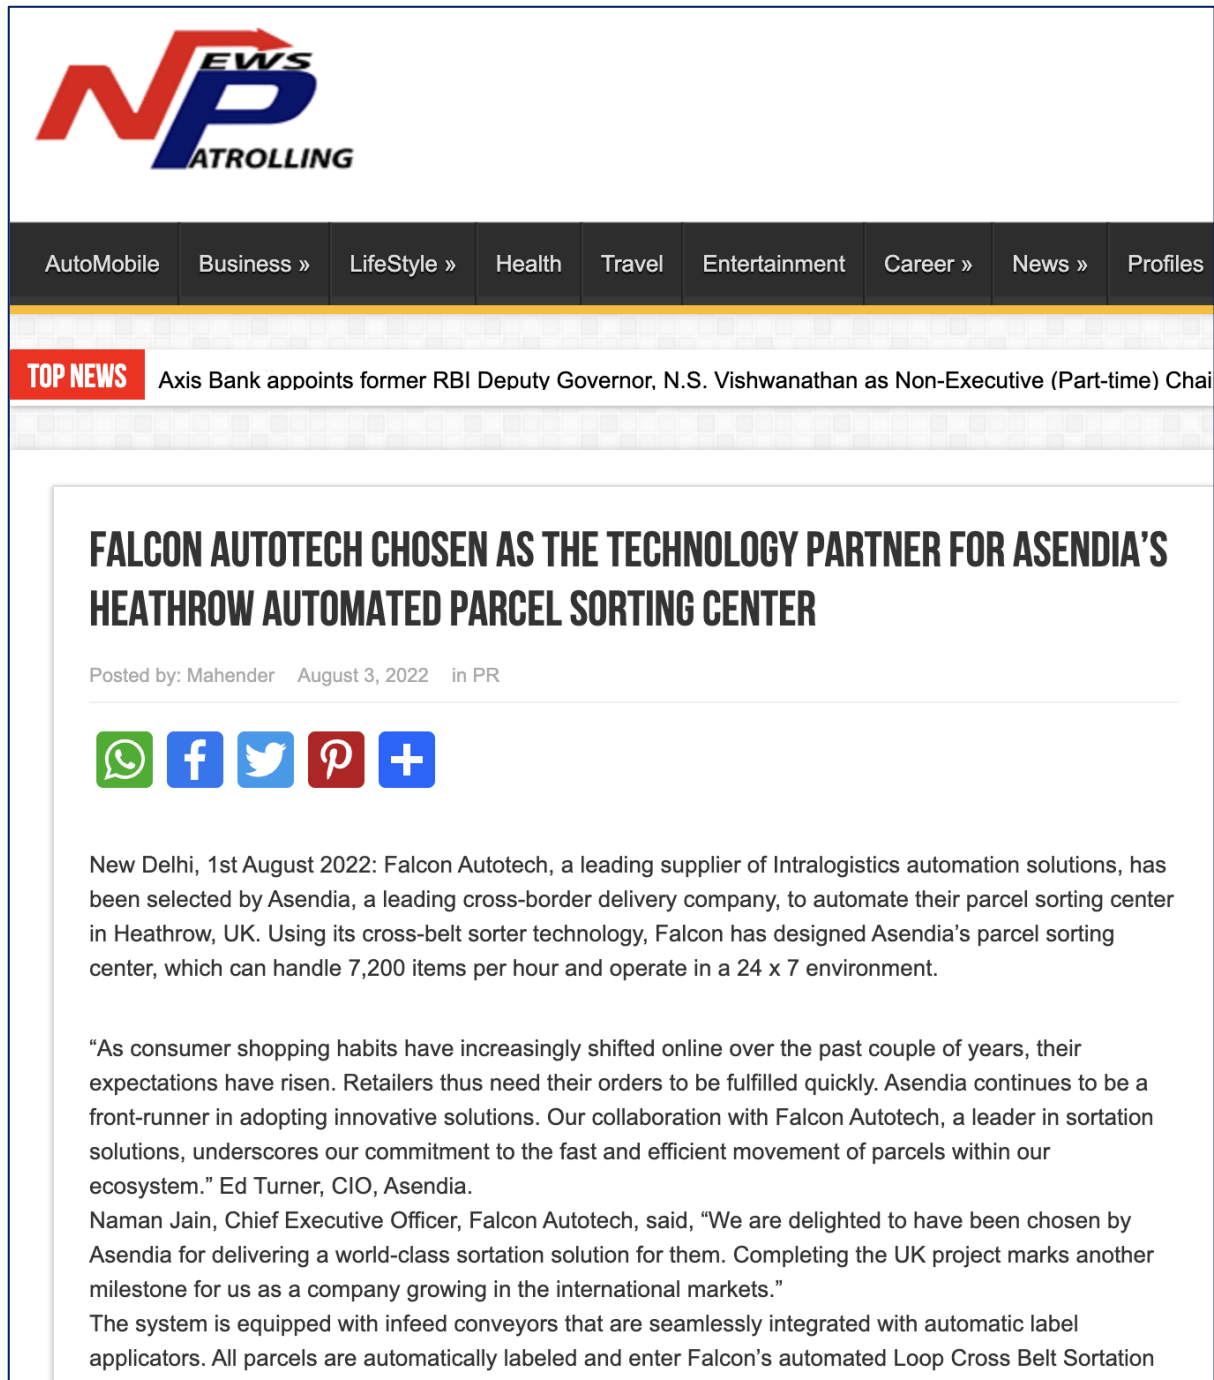 NEWS
PATROLLING
AutoMobile Business » LifeStyle » Health Travel Entertainment Career » News » Profiles
TOP NEWS Axis Bank appoints former RBI Deputy Governor, N.S. Vishwanathan as Non-Executive (Part-time) Chai
FALCON AUTOTECH CHOSEN AS THE TECHNOLOGY PARTNER FOR ASENDIA’S
HEATHROW AUTOMATED PARCEL SORTING CENTER
Posted by: Mahender August 3, 2022 in PR
New Delhi, 1st August 2022: Falcon Autotech, a leading supplier of Intralogistics automation solutions, has
been selected by Asendia, a leading cross-border delivery company, to automate their parcel sorting center
in Heathrow, UK. Using its cross-belt sorter technology, Falcon has designed Asendia’s parcel sorting
center, which can handle 7,200 items per hour and operate in a 24 x 7 environment.
“As consumer shopping habits have increasingly shifted online over the past couple of years, their
expectations have risen. Retailers thus need their orders to be fulfilled quickly. Asendia continues to be a
front-runner in adopting innovative solutions. Our collaboration with Falcon Autotech, a leader in sortation
solutions, underscores our commitment to the fast and efficient movement of parcels within our
ecosystem.” Ed Turner, CIO, Asendia.
Naman Jain, Chief Executive Officer, Falcon Autotech, said, “We are delighted to have been chosen by
Asendia for delivering a world-class sortation solution for them. Completing the UK project marks another
milestone for us as a company growing in the international markets.”
The system is equipped with infeed conveyors that are seamlessly integrated with automatic label
applicators. All parcels are automatically labeled and enter Falcon’s automated Loop Cross Belt Sortation